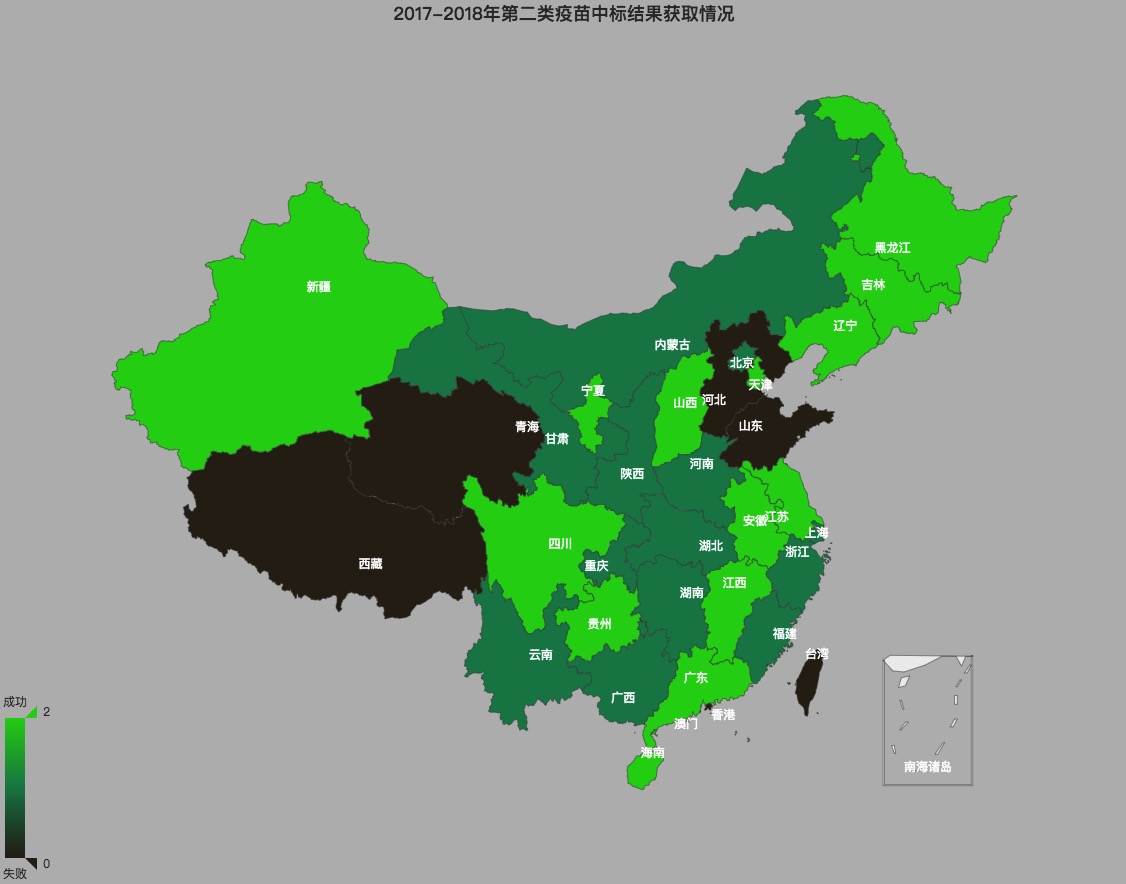 2017-2018年第二类疫苗中标结果获取情况
黑龙江
吉林
新疆
辽宁
内蒙古
北京
天津
宁夏
山西
河北
青海
山东
甘肃
河南
陕西
安徽
江苏
上海
四川
湖北
浙江
西藏
重庆
江西
湖南
贵州
福建
云南
台湾
广东
广西
香港
澳门
海南
南海诸岛
成功
2
0
失败